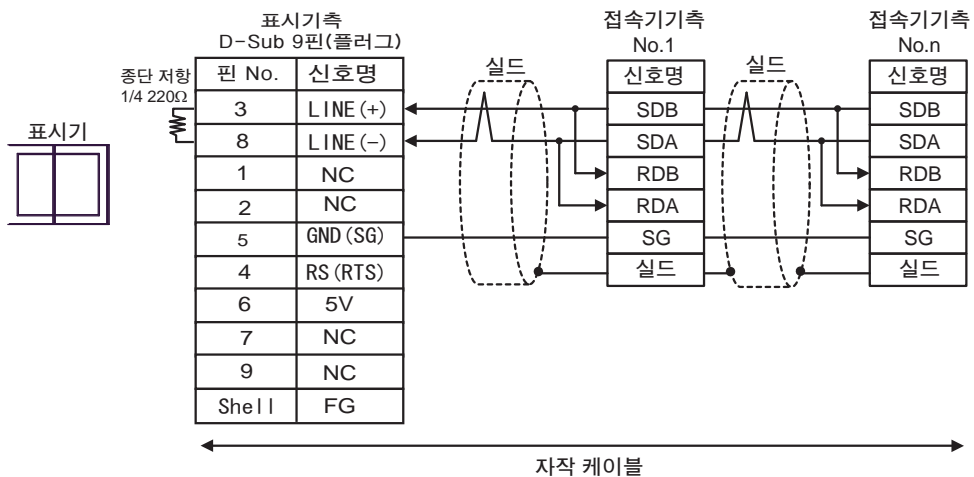 표시기측
D-Sub 9핀(플러그)
접속기기측
No.1
접속기기측
No.n
종단 저항
1/4 220Ω
표시기
핀 No. 신호명
3 LINE(+)
8 LINE(-)
1 NC
2 NC
5 GND(SG)
4 RS(RTS)
6 5V
7 NC
9 NC
Shell FG
실드
신호명
SDB
SDA
RDB
RDA
SG
실드
실드
신호명
SDB
SDA
RDB
RDA
SG
실드
자작 케이블